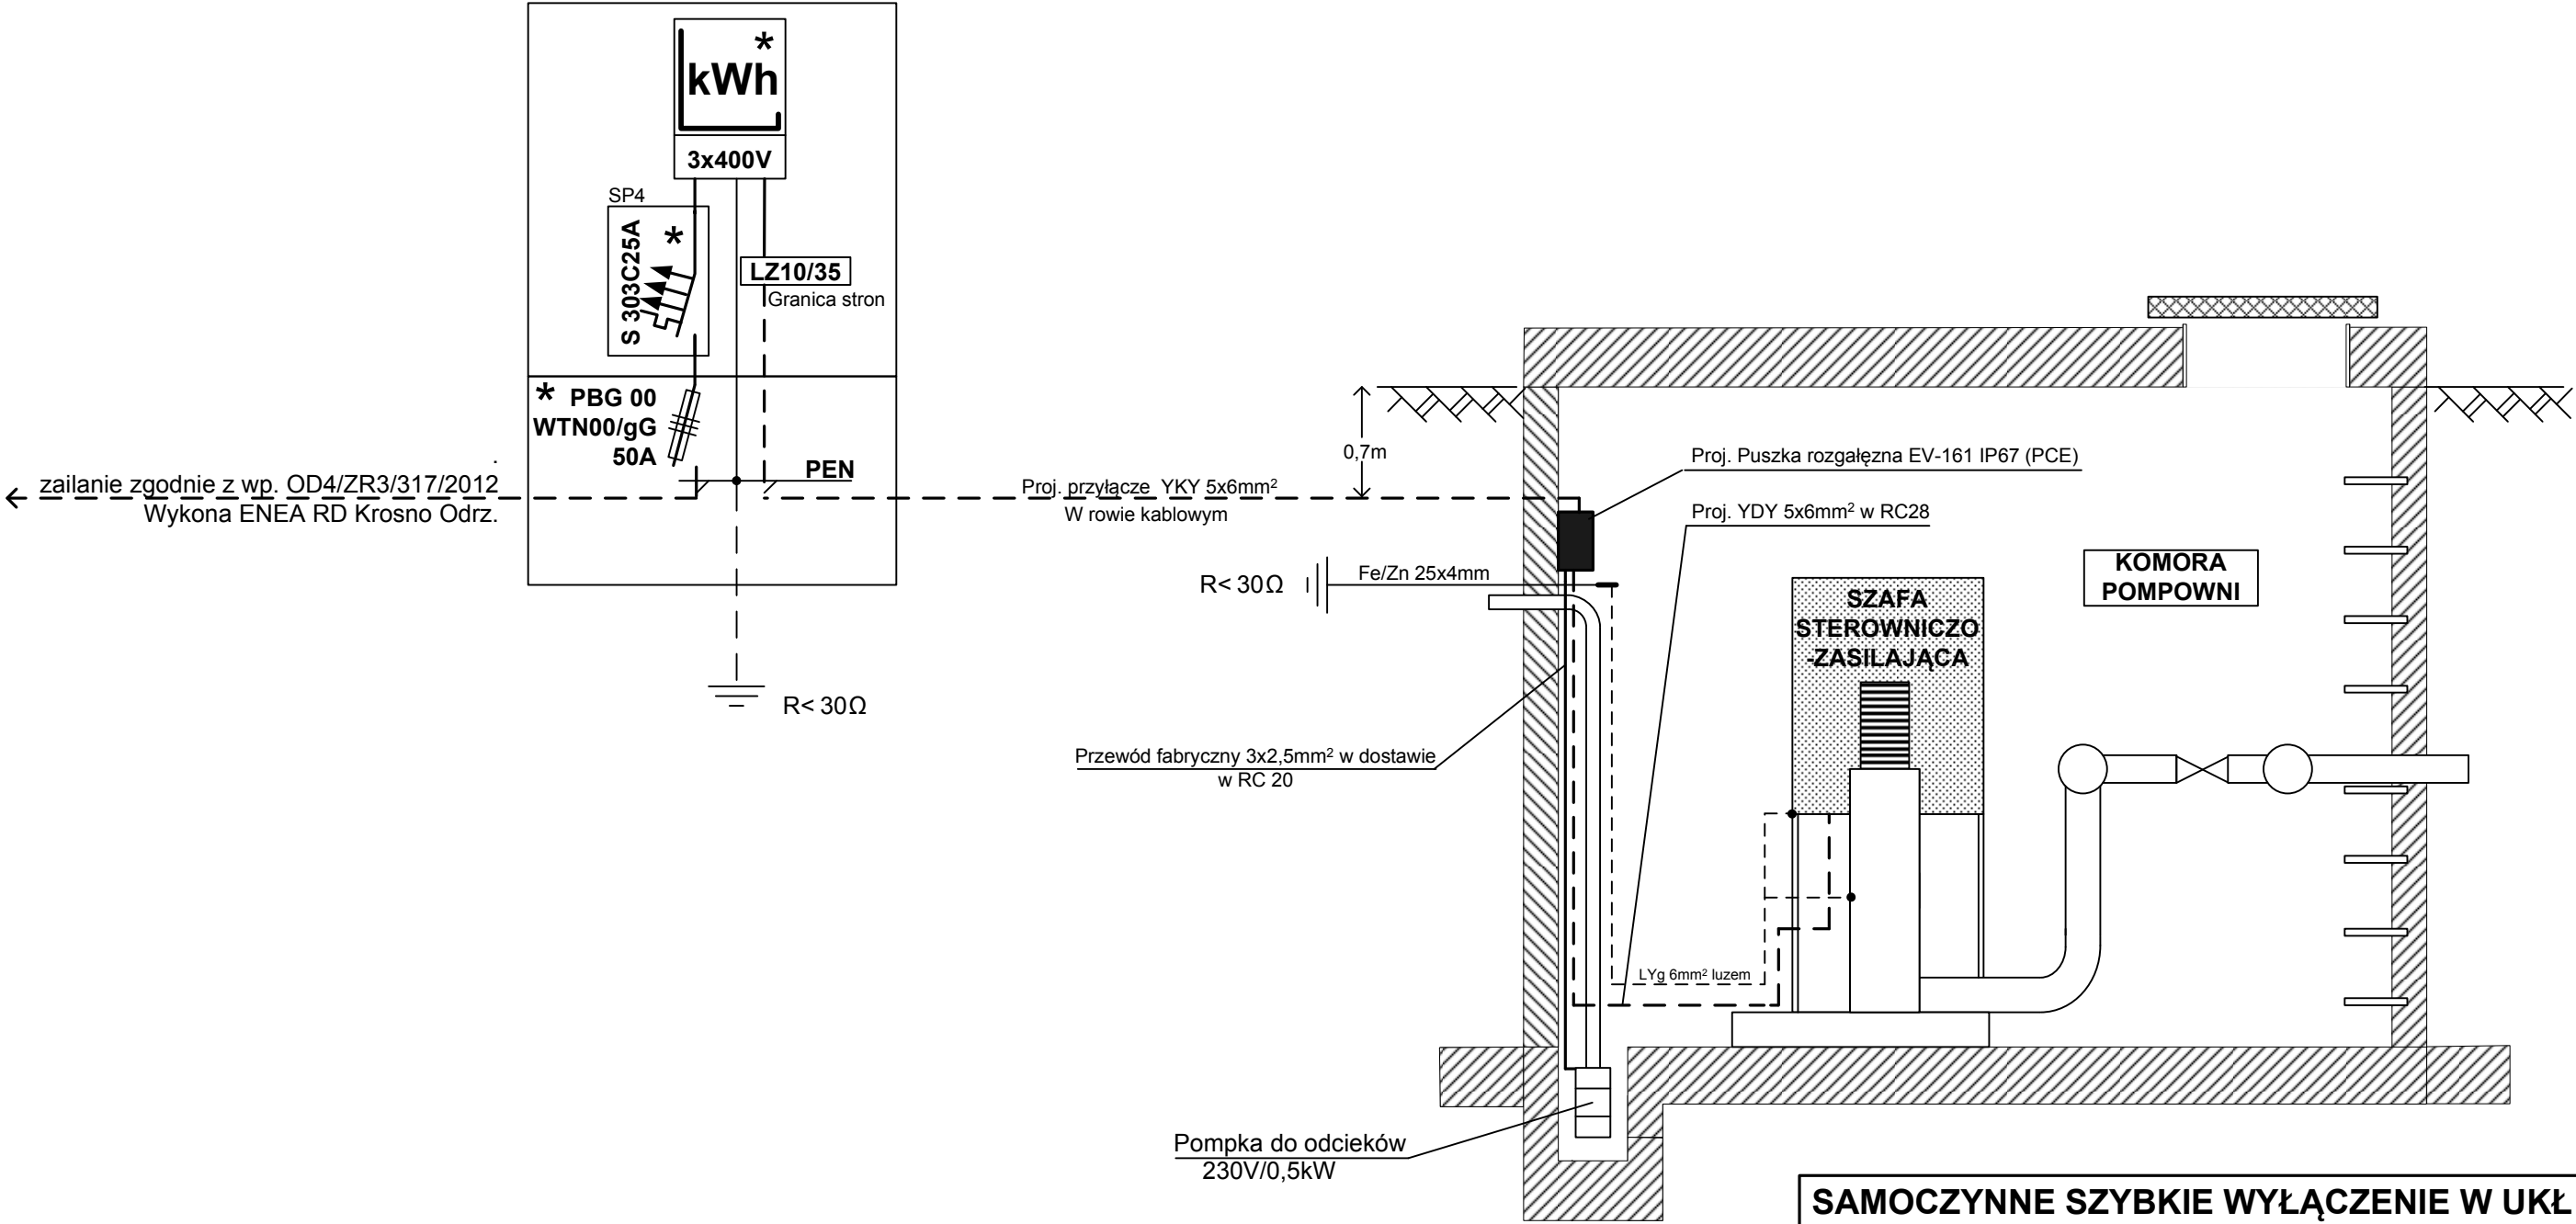 kWh
*
3x400V
SP4
S 303C25A
*
LZ10/35
Granica stron
* PBG 00
WTN00/gG
50A
PEN
zailanie zgodnie z wp. OD4/ZR3/317/2012
Wykona ENEA RD Krosno Odrz.
R< 30Ω
Proj. przyłącze YKY 5x6mm²
W rowie kablowym
0,7m
Proj. Puszka rozgałęzna EV-161 IP67 (PCE)
Proj. YDY 5x6mm² w RC28
R< 30Ω
Fe/Zn 25x4mm
KOMORA
POMPOWNI
SZAFA
STEROWNICZO
-ZASILAJĄCA
Przewód fabryczny 3x2,5mm² w dostawie
w RC 20
LYg 6mm² luzem
Pompka do odcieków
230V/0,5kW
SAMOCZYNNE SZYBKIE WYŁĄCZENIE W UKŁ